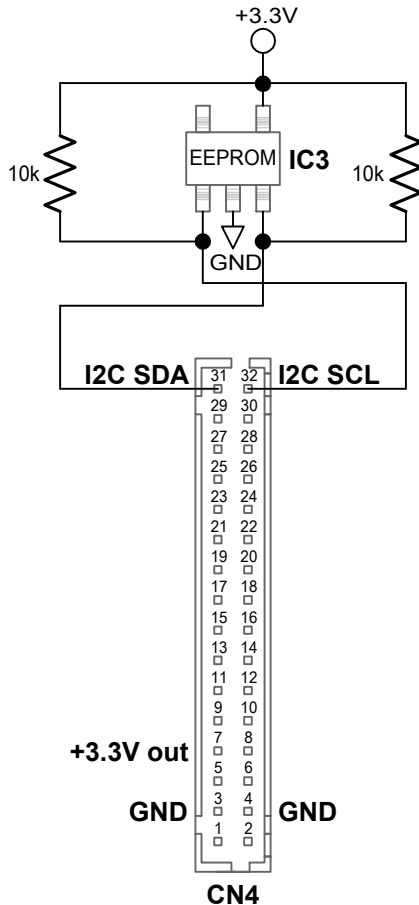 +3.3V
10k
EEPROM
IC3
10k
GND
I2C SDA
31 32
I2C SCL
29 30
27 28
25 26
23 24
21 22
19 20
17 18
15 16
13 14
11 12
9 10
+3.3V out
7 8
5 6
GND
3 4
GND
1 2
CN4